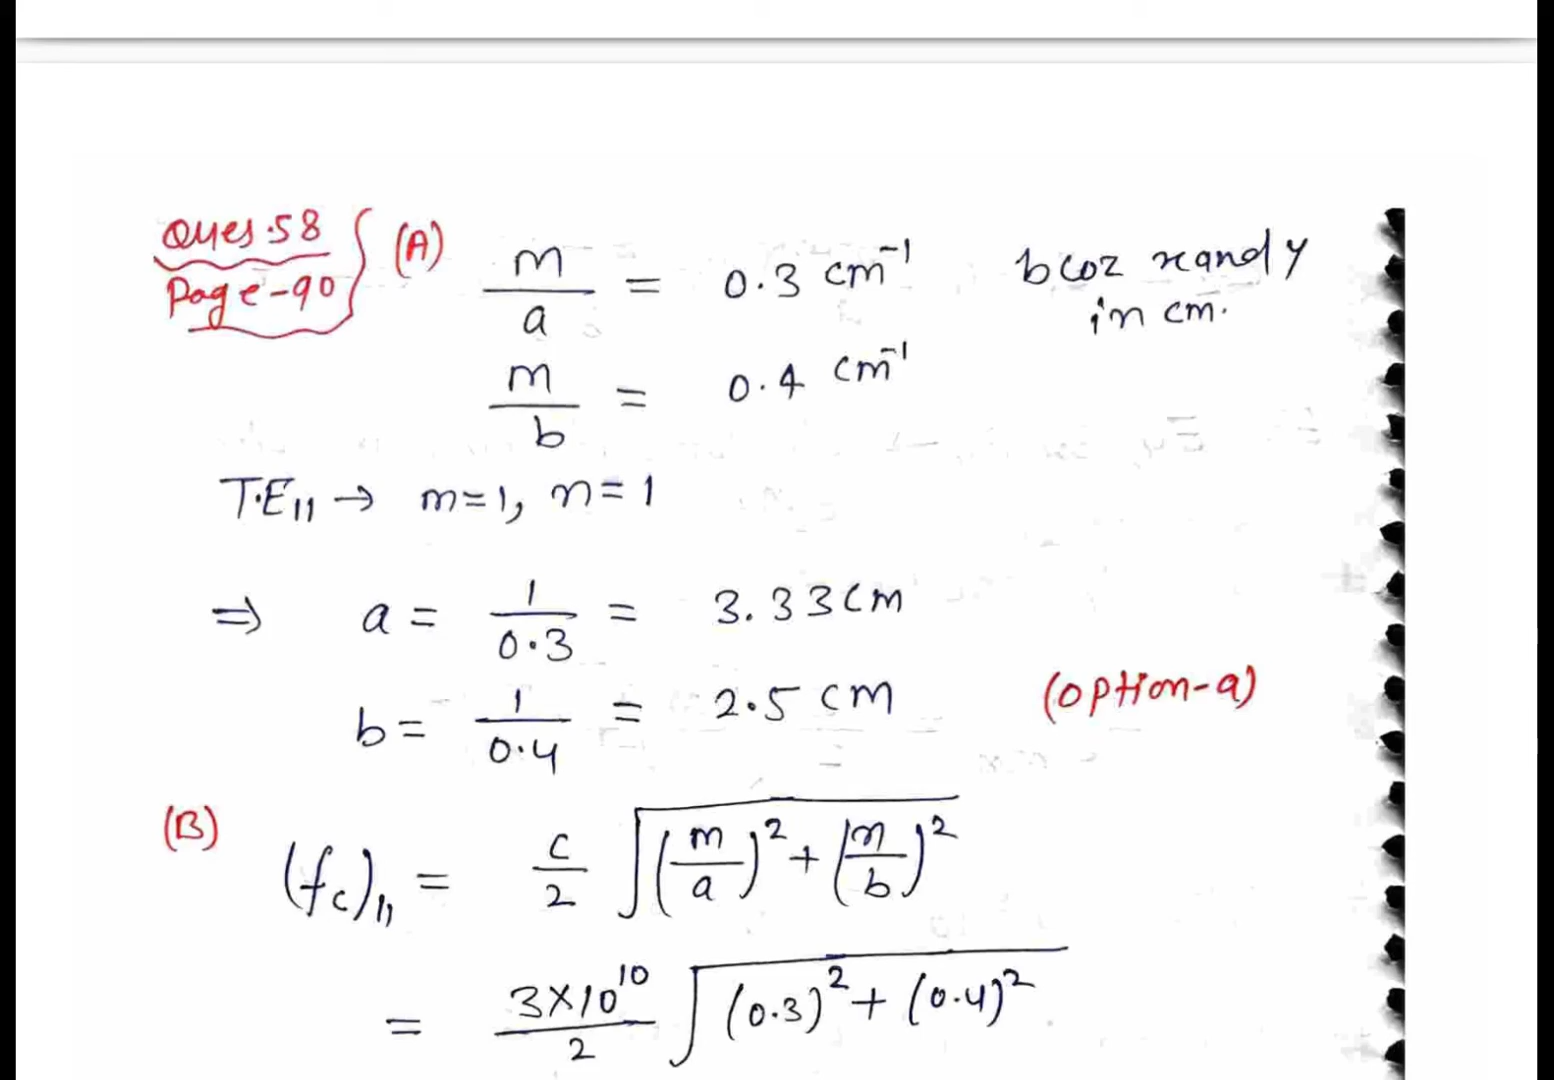 Ques.58
Page-90
(A) m/a = 0.3 cm⁻¹ bcoz x and y
in cm.
m/b = 0.4 cm⁻¹
T.E₁₁ → m=1, n=1
⇒ a = 1/0.3 = 3.33cm
b = 1/0.4 = 2.5 cm (option-a)
(B) (fc)₁₁ = c/2 √(m/a)² + (n/b)²
= 3×10¹⁰/2 √(0.3)² + (0.4)²